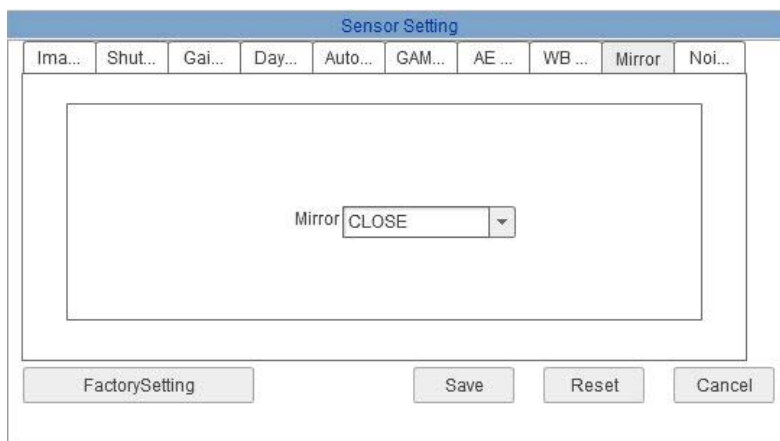 Sensor Setting
Ima... Shut... Gai... Day... Auto... GAM... AE ... WB ... Mirror Noi...
Mirror CLOSE
FactorySetting Save Reset Cancel